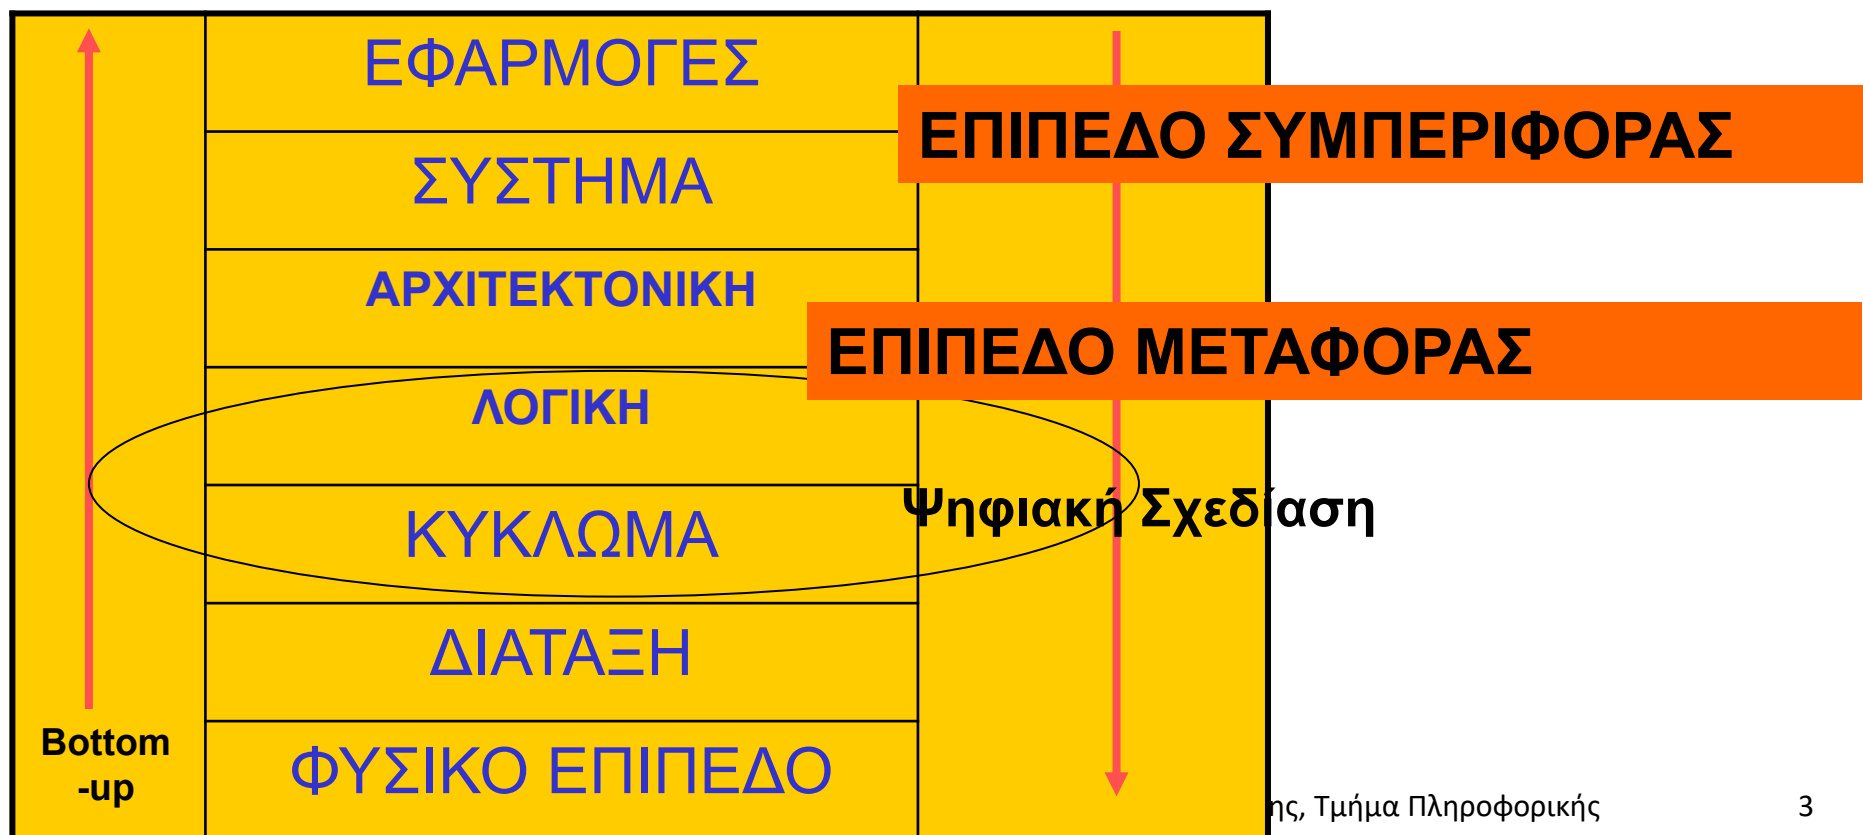 ΕΦΑΡΜΟΓΕΣ
ΕΠΙΠΕΔΟ ΣΥΜΠΕΡΙΦΟΡΑΣ
ΣΥΣΤΗΜΑ
ΑΡΧΙΤΕΚΤΟΝΙΚΗ
ΕΠΙΠΕΔΟ ΜΕΤΑΦΟΡΑΣ
ΛΟΓΙΚΗ
Ψηφιακή Σχεδίαση
ΚΥΚΛΩΜΑ
ΔΙΑΤΑΞΗ
Bottom
-up
ΦΥΣΙΚΟ ΕΠΙΠΕΔΟ
ης, Τμήμα Πληροφορικής 3